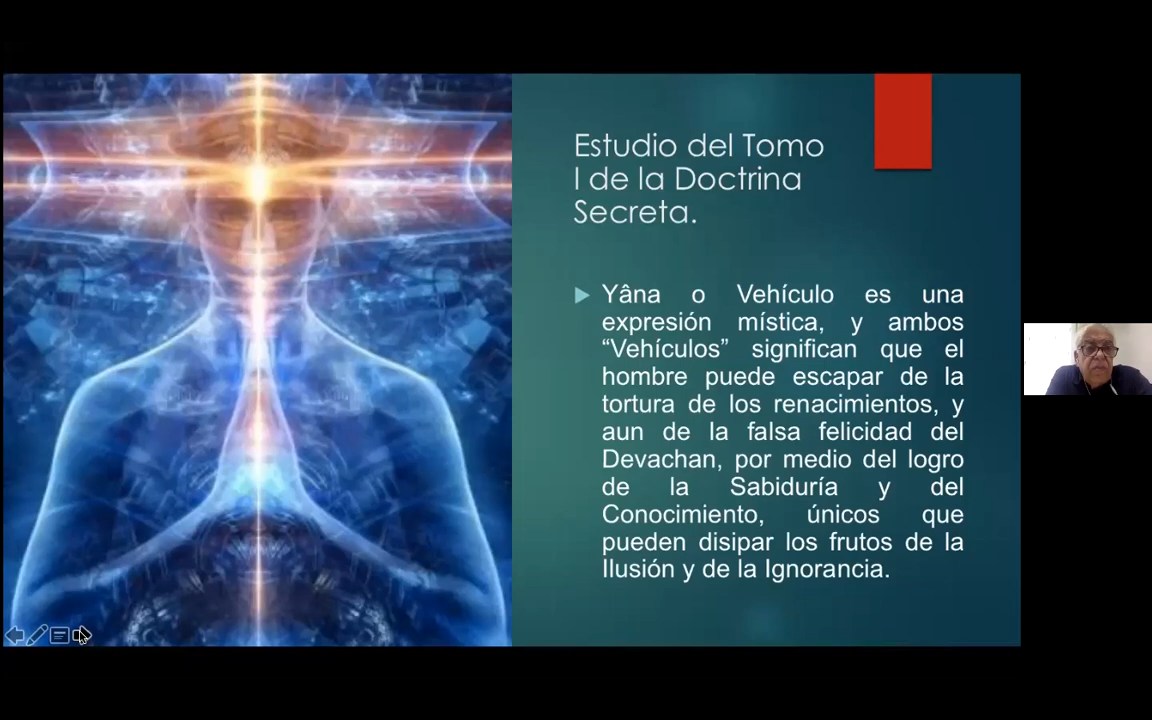 Estudio del Tomo
I de la Doctrina
Secreta.
Yâna o Vehículo es una
expresión mística, y ambos
“Vehículos” significan que el
hombre puede escapar de la
tortura de los renacimientos, y
aun de la falsa felicidad del
Devachan, por medio del logro
de la Sabiduría y del
Conocimiento, únicos que
pueden disipar los frutos de la
Ilusión y de la Ignorancia.